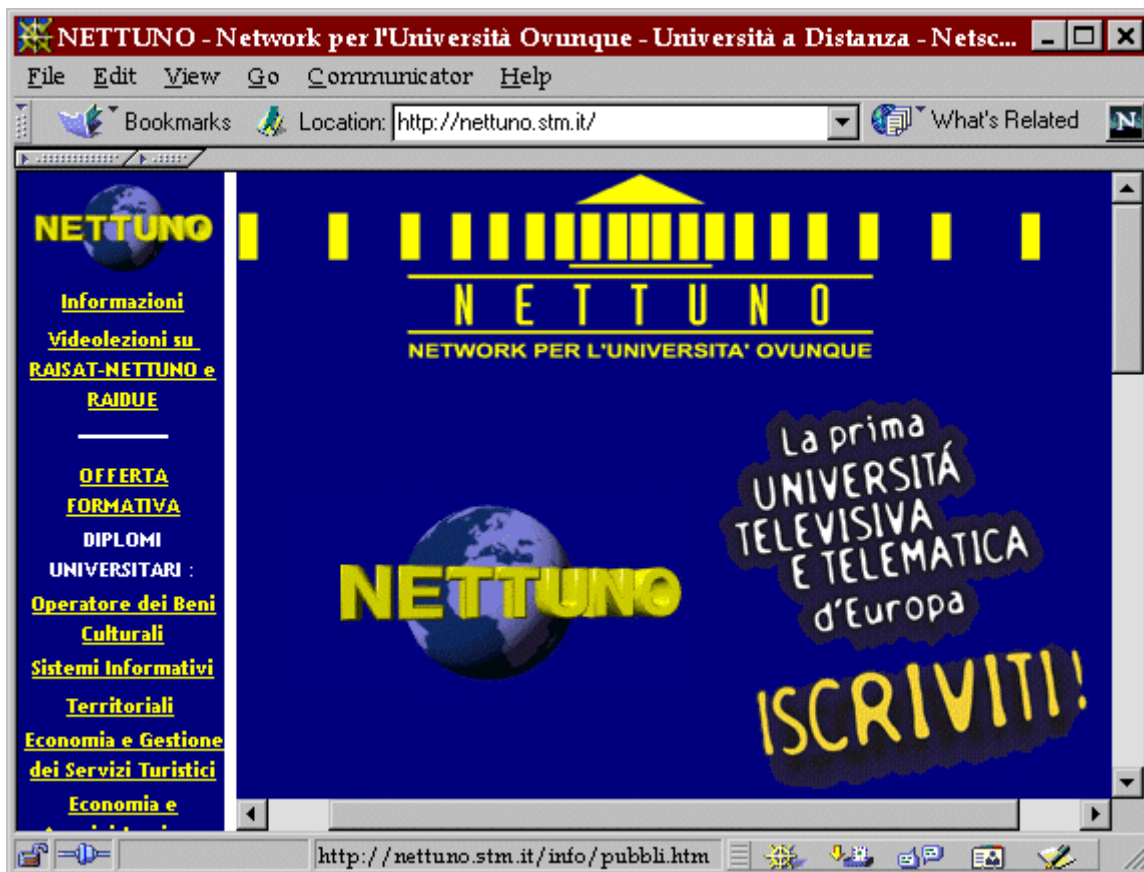 NETTUNO - Network per l'Università Ovunque - Università a Distanza - Netsc...
File Edit View Go Communicator Help
Bookmarks Location: http://nettuno.stm.it/ What's Related N
NETTUNO
Informazioni
Videolezioni su
RAISAT-NETTUNO e
RAIDUE
OFFERTA
FORMATIVA
DIPLOMI
UNIVERSITARI :
Operatore dei Beni
Culturali
Sistemi Informativi
Territoriali
Economia e Gestione
dei Servizi Turistici
Economia e
NETTUNO
NETWORK PER L'UNIVERSITA' OVUNQUE
NETTUNO
La prima
UNIVERSITÁ
TELEVISIVA
E TELEMATICA
d'Europa
ISCRIVITI!
http://nettuno.stm.it/info/pubbli.htm